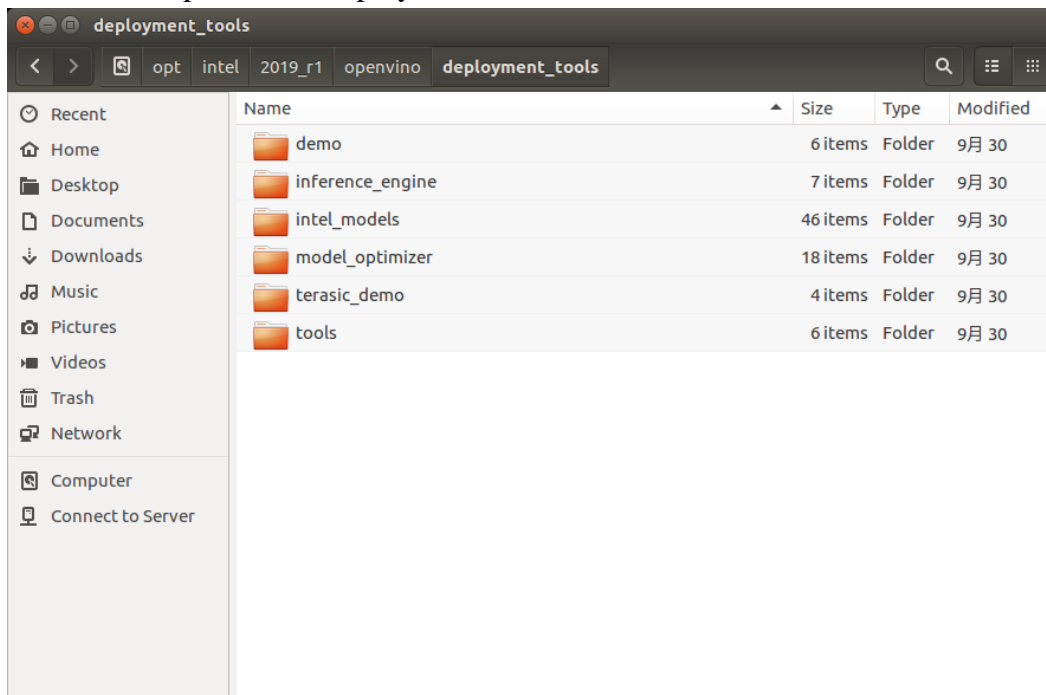 deployment_tools
opt intel 2019_r1 openvino deployment_tools
Name Size Type Modified
Recent
Home
Desktop
Documents
Downloads
Music
Pictures
Videos
Trash
Network
Computer
Connect to Server
demo 6 items Folder 9月 30
inference_engine 7 items Folder 9月 30
intel_models 46 items Folder 9月 30
model_optimizer 18 items Folder 9月 30
terasic_demo 4 items Folder 9月 30
tools 6 items Folder 9月 30